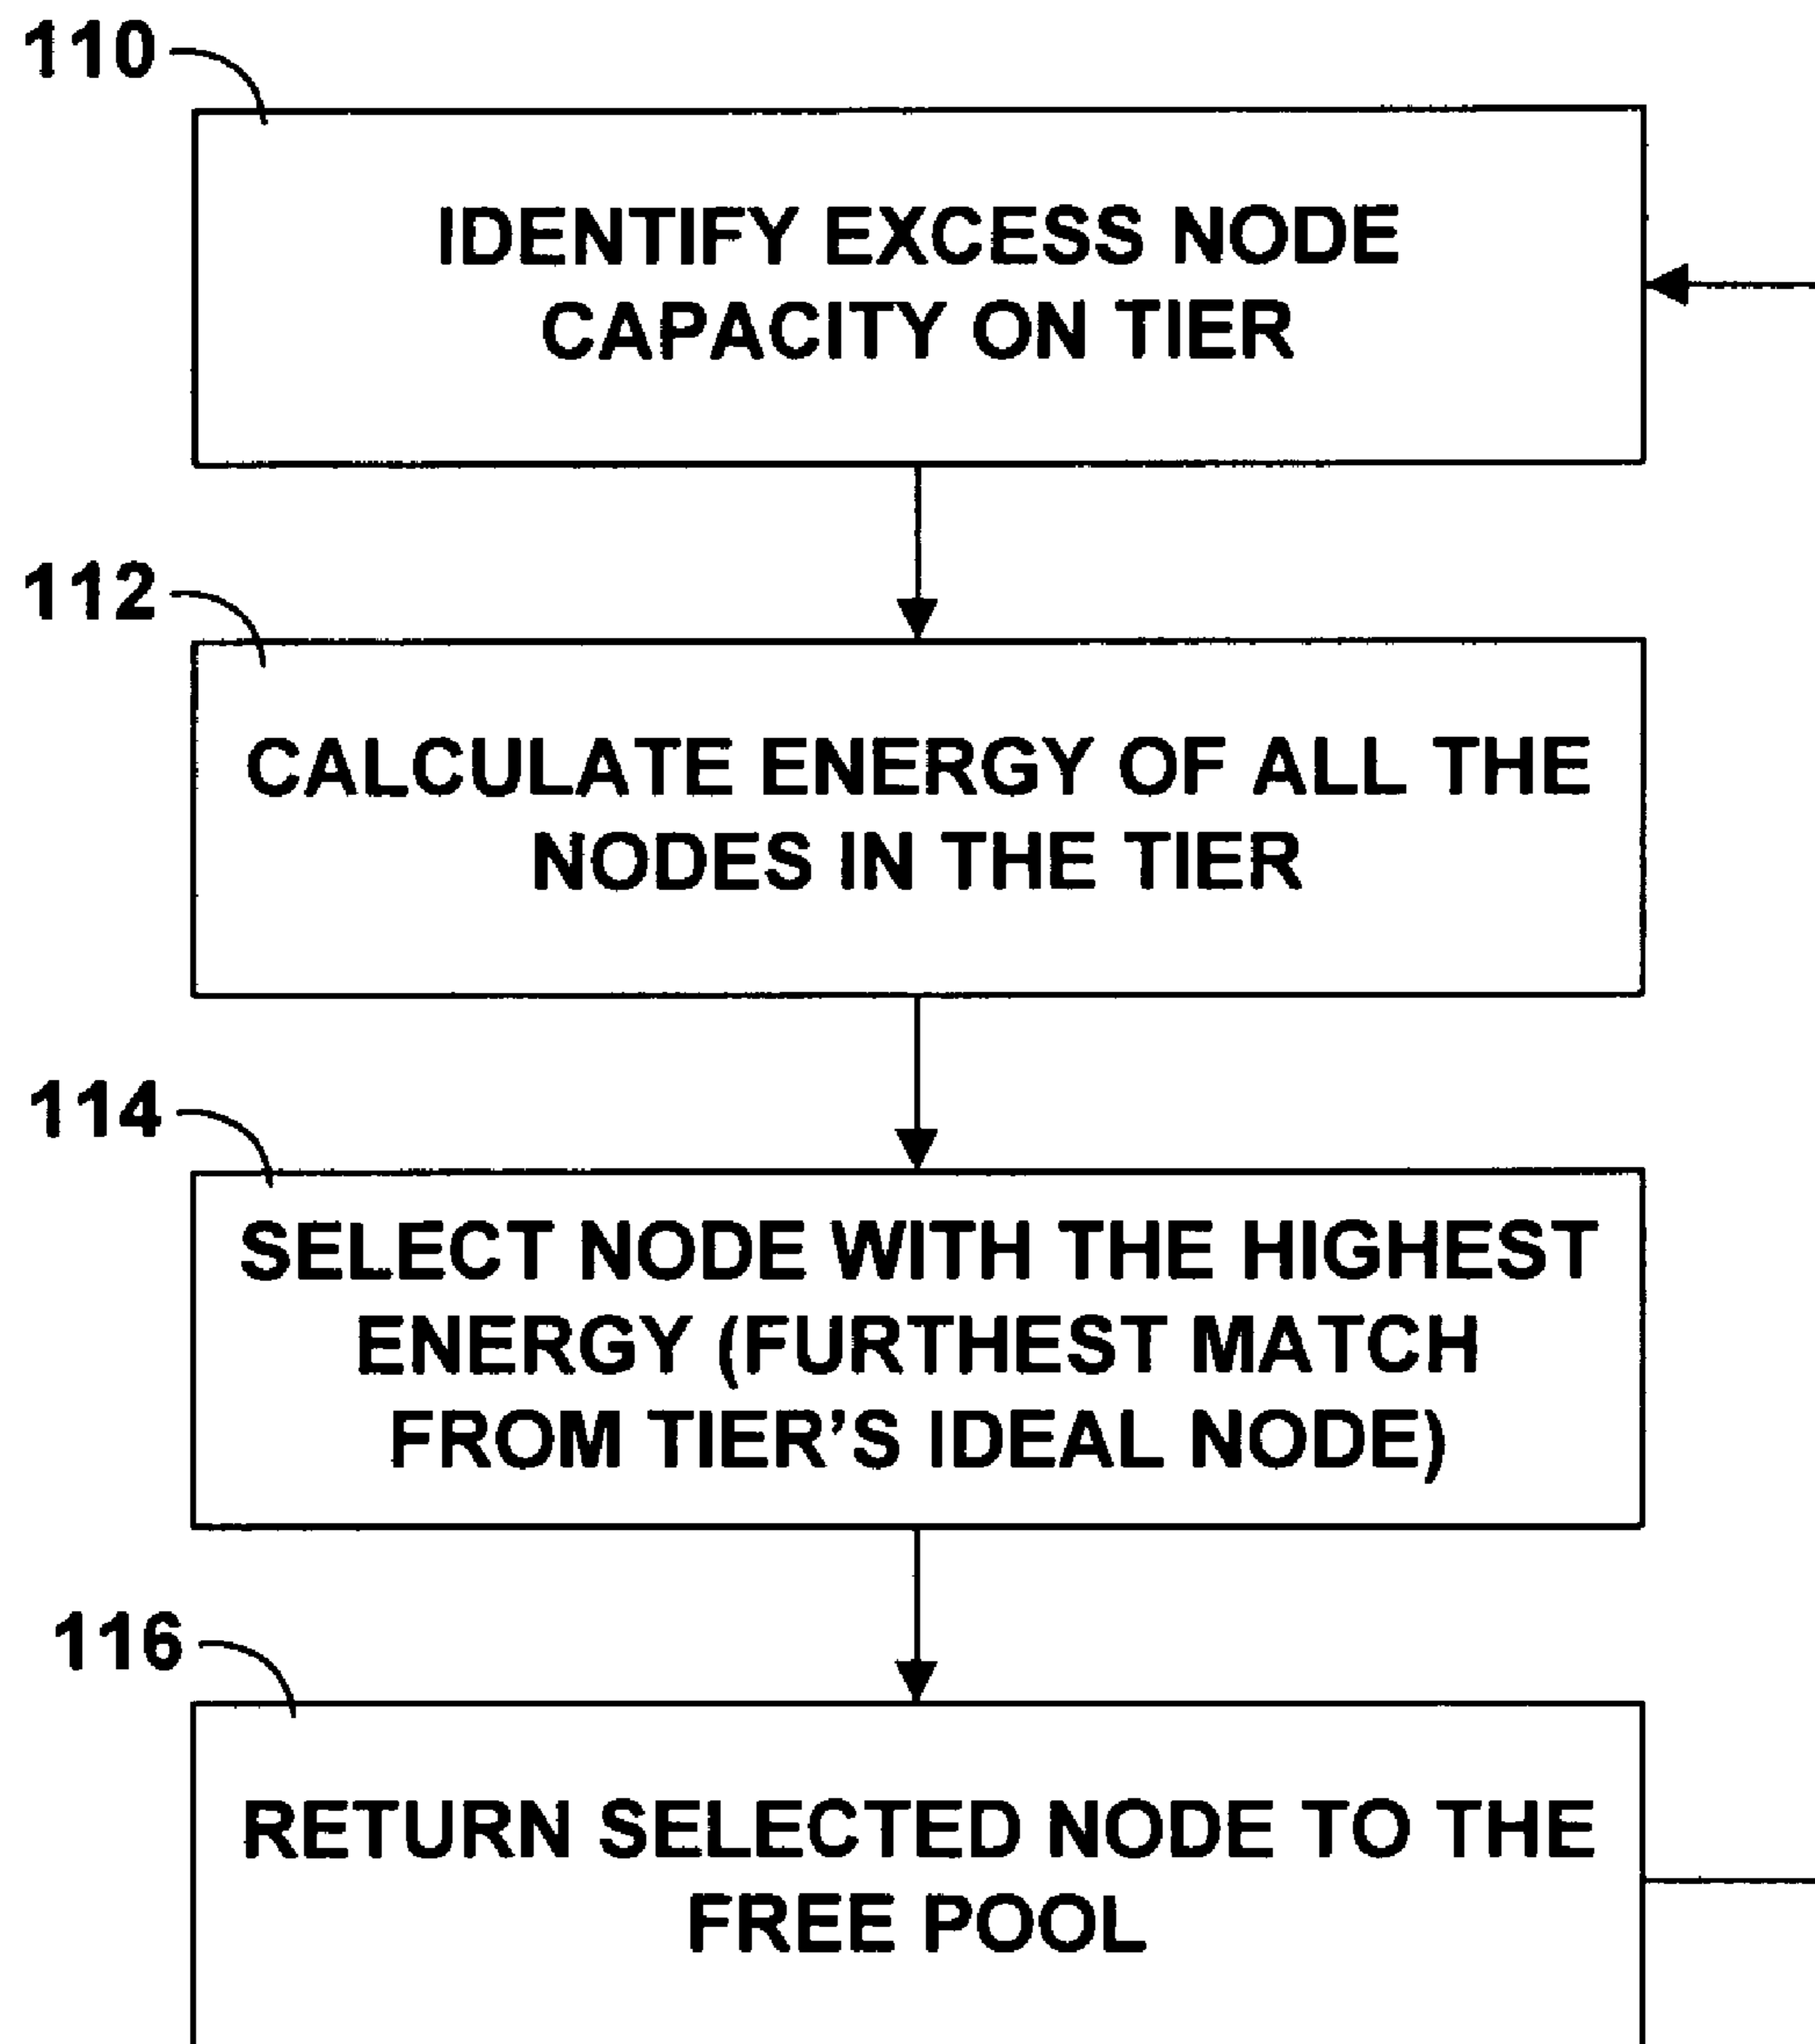 110
IDENTIFY EXCESS NODE
CAPACITY ON TIER
112
CALCULATE ENERGY OF ALL THE
NODES IN THE TIER
114
SELECT NODE WITH THE HIGHEST
ENERGY (FURTHEST MATCH
FROM TIER'S IDEAL NODE)
116
RETURN SELECTED NODE TO THE
FREE POOL